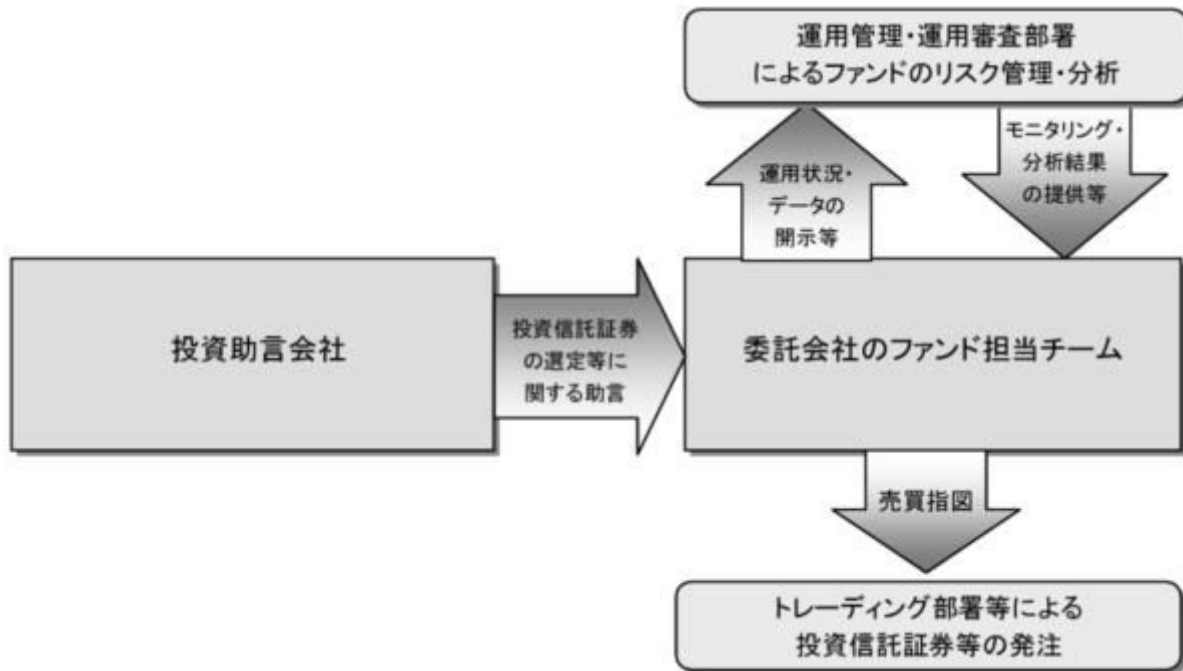 運用管理・運用審査部署
によるファンドのリスク管理・分析
運用状況・
データの
開示等
モニタリング・
分析結果
の提供等
投資助言会社
投資信託証券
の選定等に
関する助言
委託会社のファンド担当チーム
売買指図
トレーディング部署等による
投資信託証券等の発注